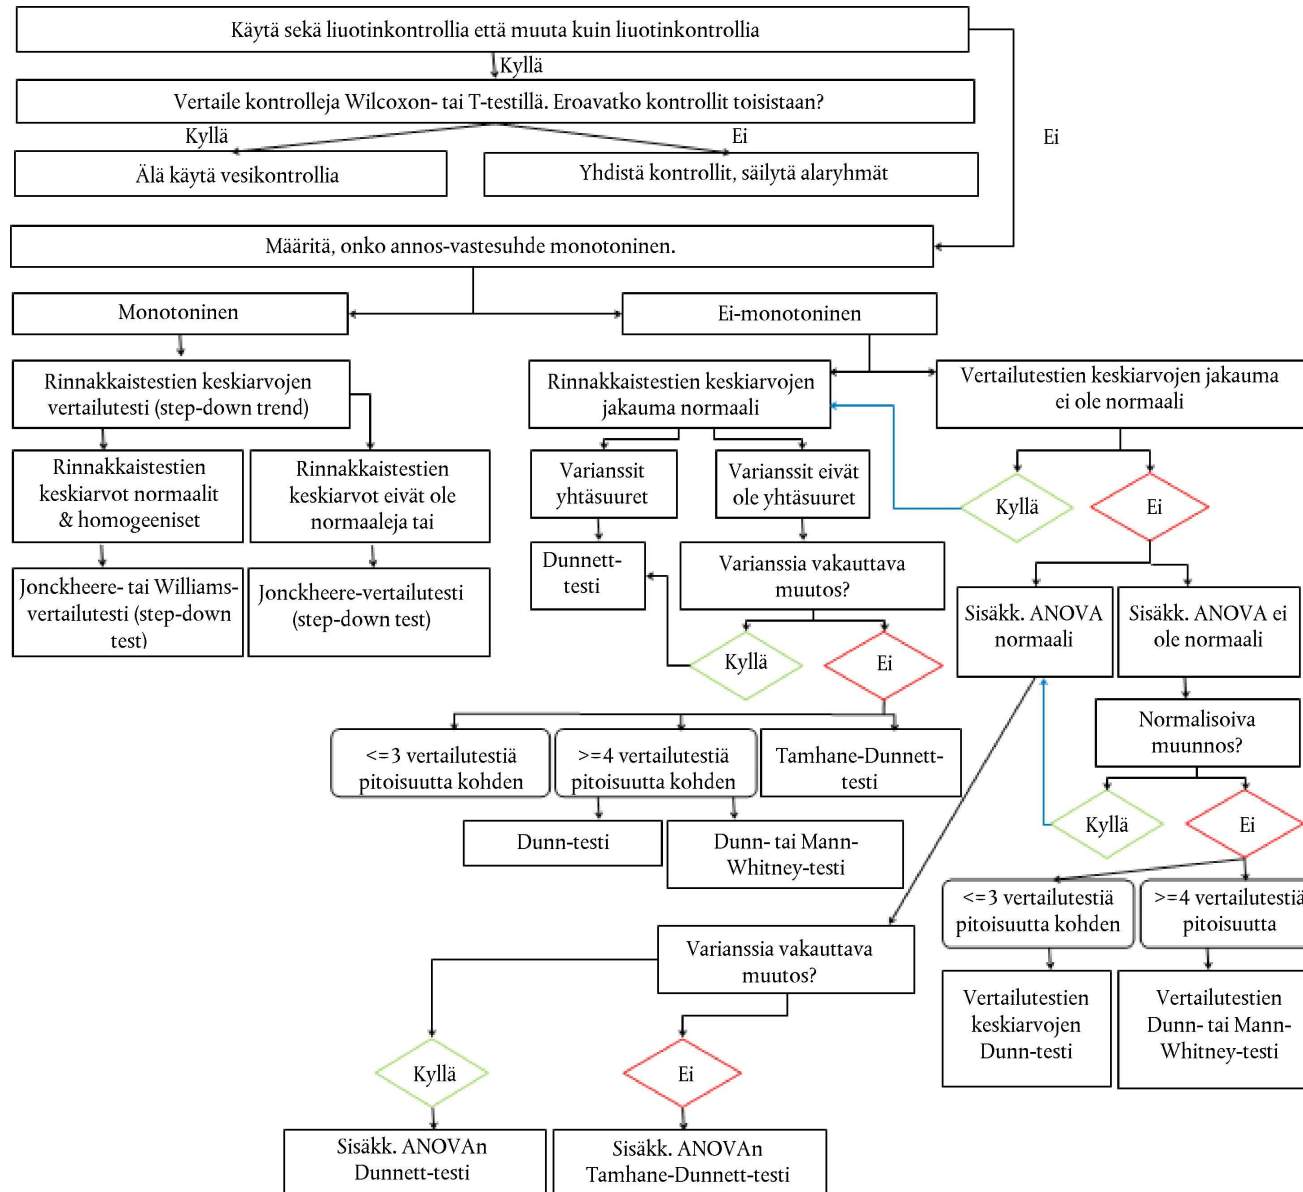 Käytä sekä liuotinkontrollia että muuta kuin liuotinkontrollia
Kyllä
Vertaile kontrolleja Wilcoxon- tai T-testillä. Eroavatko kontrollit toisistaan?
Kyllä
Ei
Ei
Älä käytä vesikontrollia
Yhdistä kontrollit, säilytä alaryhmät
Määritä, onko annos-vastesuhde monotoninen.
Monotoninen
Ei-monotoninen
Rinnakkaistestien keskiarvojen
vertailutesti (step-down trend)
Rinnakkaistestien keskiarvojen
jakauma normaali
Vertailutestien keskiarvojen jakauma
ei ole normaali
Rinnakkaistestien
keskiarvot normaalit
& homogeeniset
Rinnakkaistestien
keskiarvot eivät ole
normaaleja tai
Varianssit
yhtäsuuret
Varianssit eivät
ole yhtäsuuret
Kyllä
Ei
Jonckheere- tai Williams-
vertailutesti (step-down
test)
Jonckheere-vertailutesti
(step-down test)
Dunnett-
testi
Varianssia vakauttava
muutos?
Sisäkk. ANOVA
normaali
Sisäkk. ANOVA ei
ole normaali
Kyllä
Ei
Normalisoiva
muunnos?
<=3 vertailutestiä
pitoisuutta kohden
>=4 vertailutestiä
pitoisuutta kohden
Tamhane-Dunnett-
testi
Kyllä
Ei
Dunn-testi
Dunn- tai Mann-
Whitney-testi
<=3 vertailutestiä
pitoisuutta kohden
>=4 vertailutestiä
pitoisuutta
Varianssia vakauttava
muutos?
Vertailutestien
keskiarvojen
Dunn-testi
Vertailutestien
Dunn- tai Mann-
Whitney-testi
Kyllä
Ei
Sisäkk. ANOVAn
Dunnett-testi
Sisäkk. ANOVAn
Tamhane-Dunnett-testi